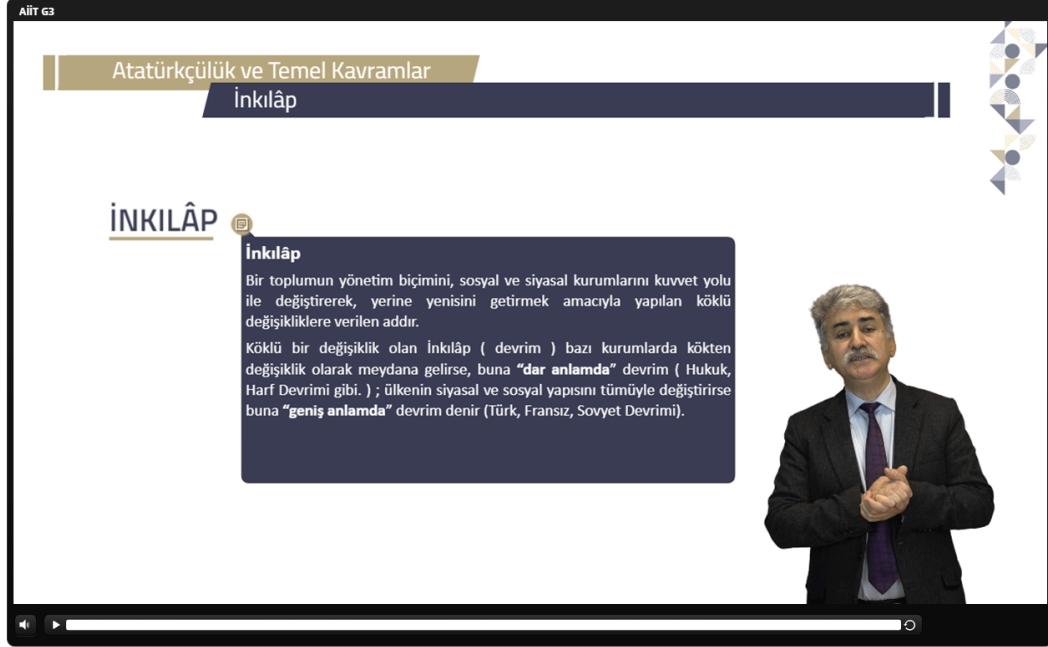 AİİT G3
Atatürkçülük ve Temel Kavramlar
İnkılâp
İNKILÂP
İnkılâp
Bir toplumun yönetim biçimini, sosyal ve siyasal kurumlarını kuvvet yolu
ile değiştirerek, yerine yenisini getirmek amacıyla yapılan köklü
değişikliklere verilen addır.
Köklü bir değişiklik olan İnkılâp ( devrim ) bazı kurumlarda kökten
değişiklik olarak meydana gelirse, buna “dar anlamda” devrim ( Hukuk,
Harf Devrimi gibi. ) ; ülkenin siyasal ve sosyal yapısını tümüyle değiştirirse
buna “geniş anlamda” devrim denir (Türk, Fransız, Sovyet Devrimi).